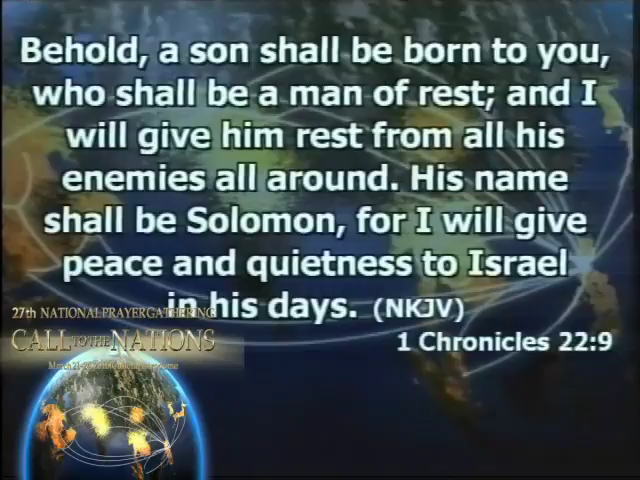 Behold, a son shall be born to you,
who shall be a man of rest; and I
will give him rest from all his
enemies all around. His name
shall be Solomon, for I will give
peace and quietness to Israel
in his days. (NKJV)
1 Chronicles 22:9
27th NATIONAL PRAYER GATHERING
CALL TO THE NATIONS